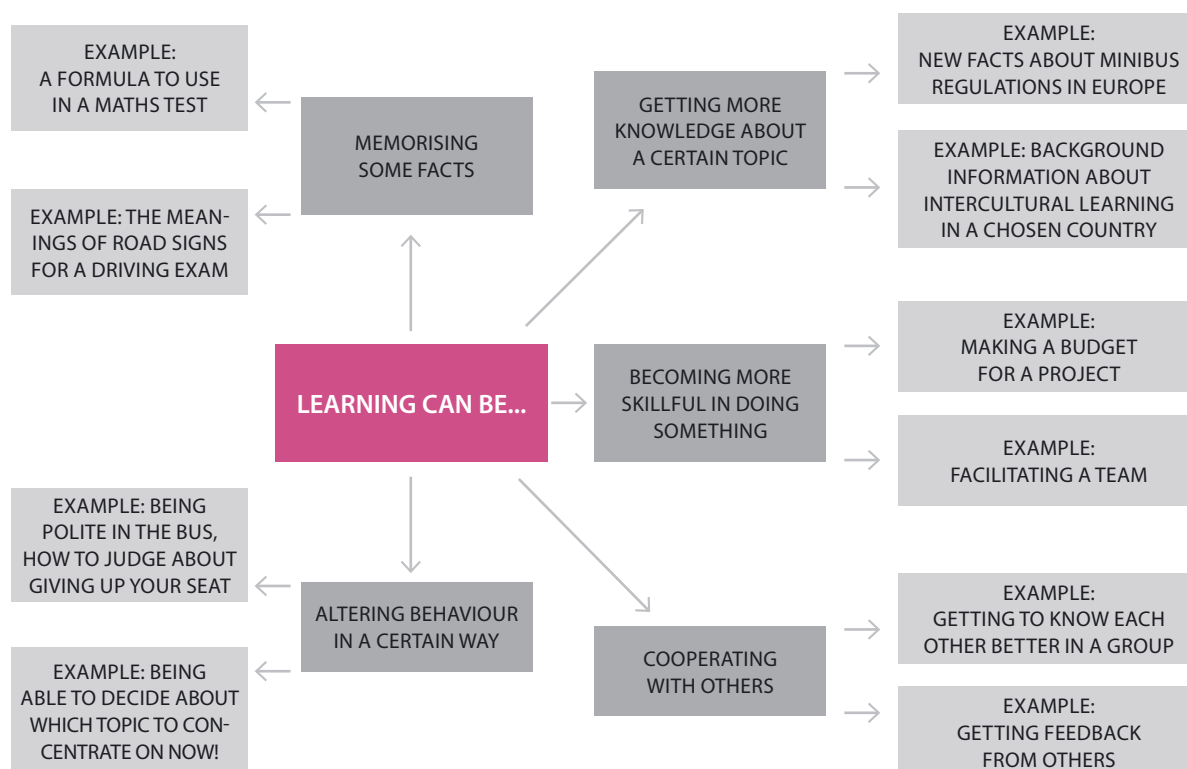 EXAMPLE:
A FORMULA TO USE
IN A MATHS TEST
EXAMPLE: THE MEAN-
INGS OF ROAD SIGNS
FOR A DRIVING EXAM
MEMORISING
SOME FACTS
GETTING MORE
KNOWLEDGE ABOUT
A CERTAIN TOPIC
EXAMPLE:
NEW FACTS ABOUT MINIBUS
REGULATIONS IN EUROPE
EXAMPLE: BACKGROUND
INFORMATION ABOUT
INTERCULTURAL LEARNING
IN A CHOSEN COUNTRY
LEARNING CAN BE...
BECOMING MORE
SKILLFUL IN DOING
SOMETHING
EXAMPLE:
MAKING A BUDGET
FOR A PROJECT
EXAMPLE:
FACILITATING A TEAM
EXAMPLE: BEING
POLITE IN THE BUS,
HOW TO JUDGE ABOUT
GIVING UP YOUR SEAT
EXAMPLE: BEING
ABLE TO DECIDE ABOUT
WHICH TOPIC TO CON-
CENTRATE ON NOW!
ALTERING BEHAVIOUR
IN A CERTAIN WAY
COOPERATING
WITH OTHERS
EXAMPLE:
GETTING TO KNOW EACH
OTHER BETTER IN A GROUP
EXAMPLE:
GETTING FEEDBACK
FROM OTHERS